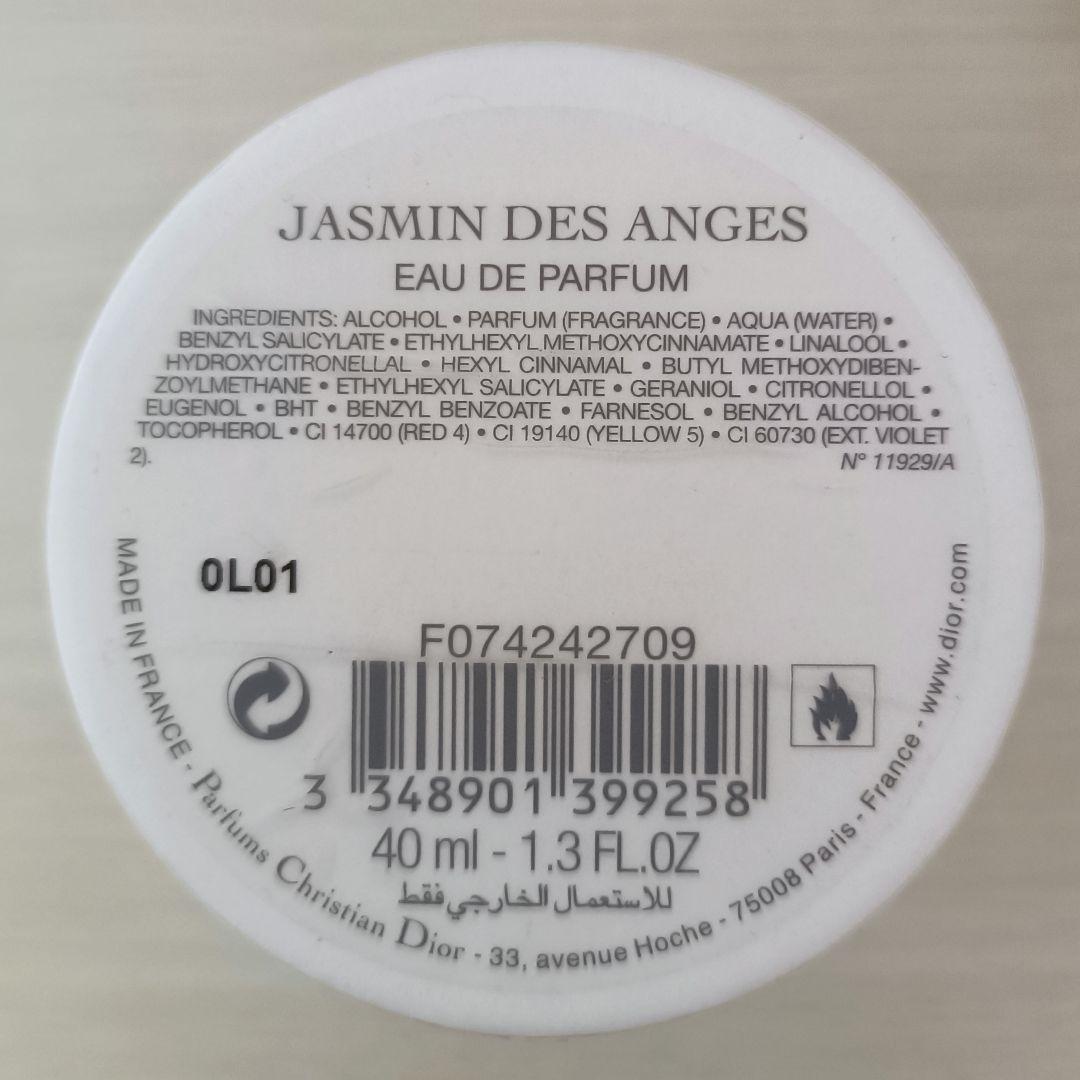 JASMIN DES ANGES
EAU DE PARFUM
INGREDIENTS: ALCOHOL • PARFUM (FRAGRANCE) • AQUA (WATER) •
BENZYL SALICYLATE • ETHYLHEXYL METHOXYCINNAMATE • LINALOOL •
HYDROXYCITRONELLAL • HEXYL CINNAMAL • BUTYL METHOXYDIBEN-
ZOYLMETHANE • ETHYLHEXYL SALICYLATE • GERANIOL • CITRONELLOL •
EUGENOL • BHT • BENZYL BENZOATE • FARNESOL • BENZYL ALCOHOL •
TOCOPHEROL • CI 14700 (RED 4) • CI 19140 (YELLOW 5) • CI 60730 (EXT. VIOLET
2). N° 11929/A
0L01
F074242709
3 348901 399258
40 ml - 1.3 FL.OZ
للاستعمال الخارجي فقط
MADE IN FRANCE - Parfums Christian Dior - 33, avenue Hoche - 75008 Paris - France - www.dior.com